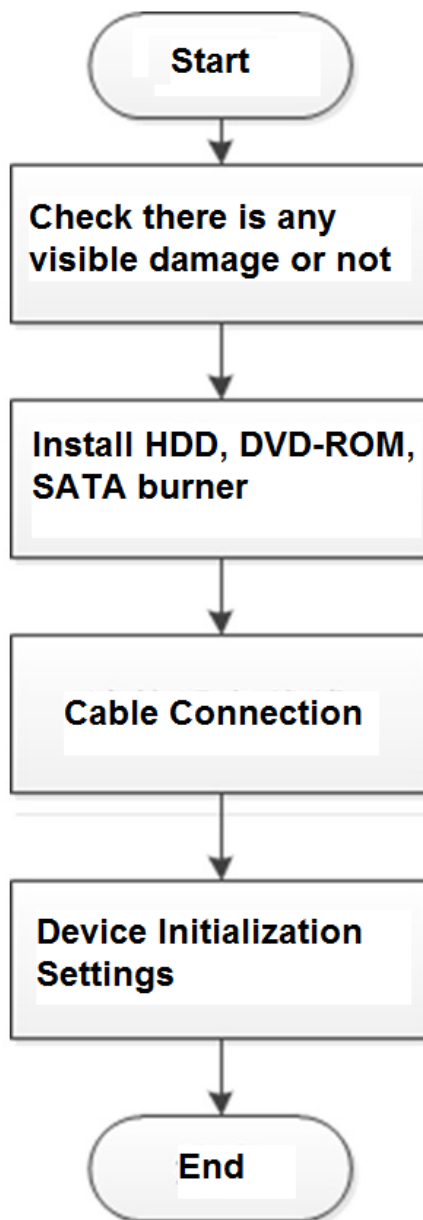 Start
Check there is any
visible damage or not
Install HDD, DVD-ROM,
SATA burner
Cable Connection
Device Initialization
Settings
End